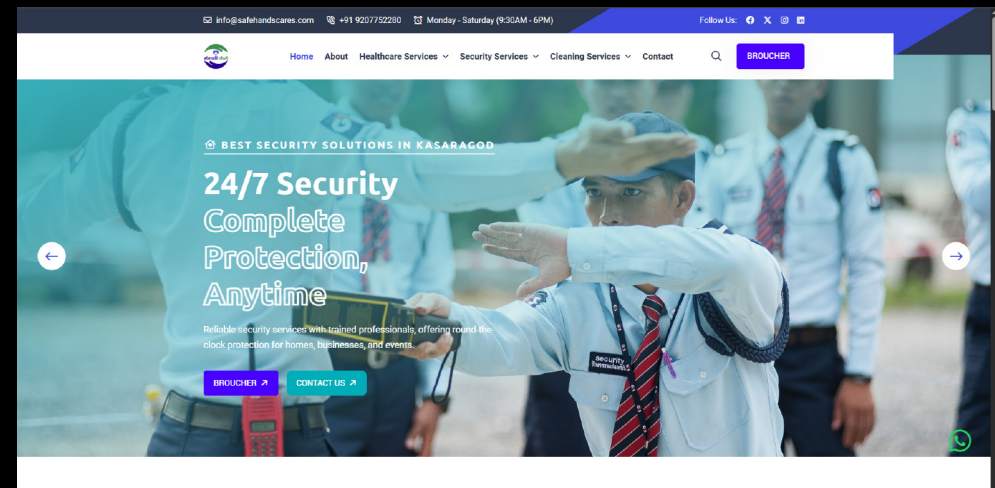 info@safehandscares.com +91 9207752280 Monday - Saturday (9:30AM - 6PM) Follow Us:
Home About Healthcare Services Security Services Cleaning Services Contact BROUCHER
BEST SECURITY SOLUTIONS IN KASARAGOD
24/7 Security
Complete
Protection,
Anytime
Reliable security services with trained professionals, offering round-the-
clock protection for homes, businesses, and events.
BROUCHER CONTACT US
security